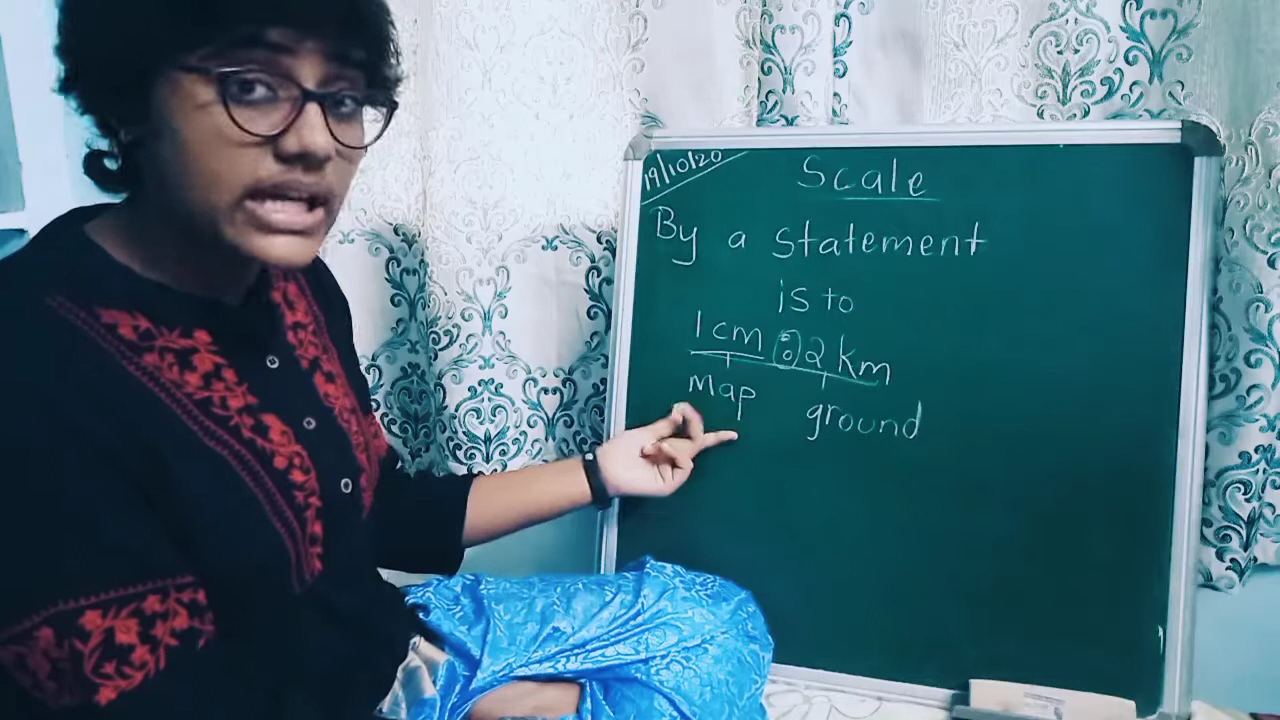 19/10/20
Scale
By a statement
is to
1cm : 2 km
map ground